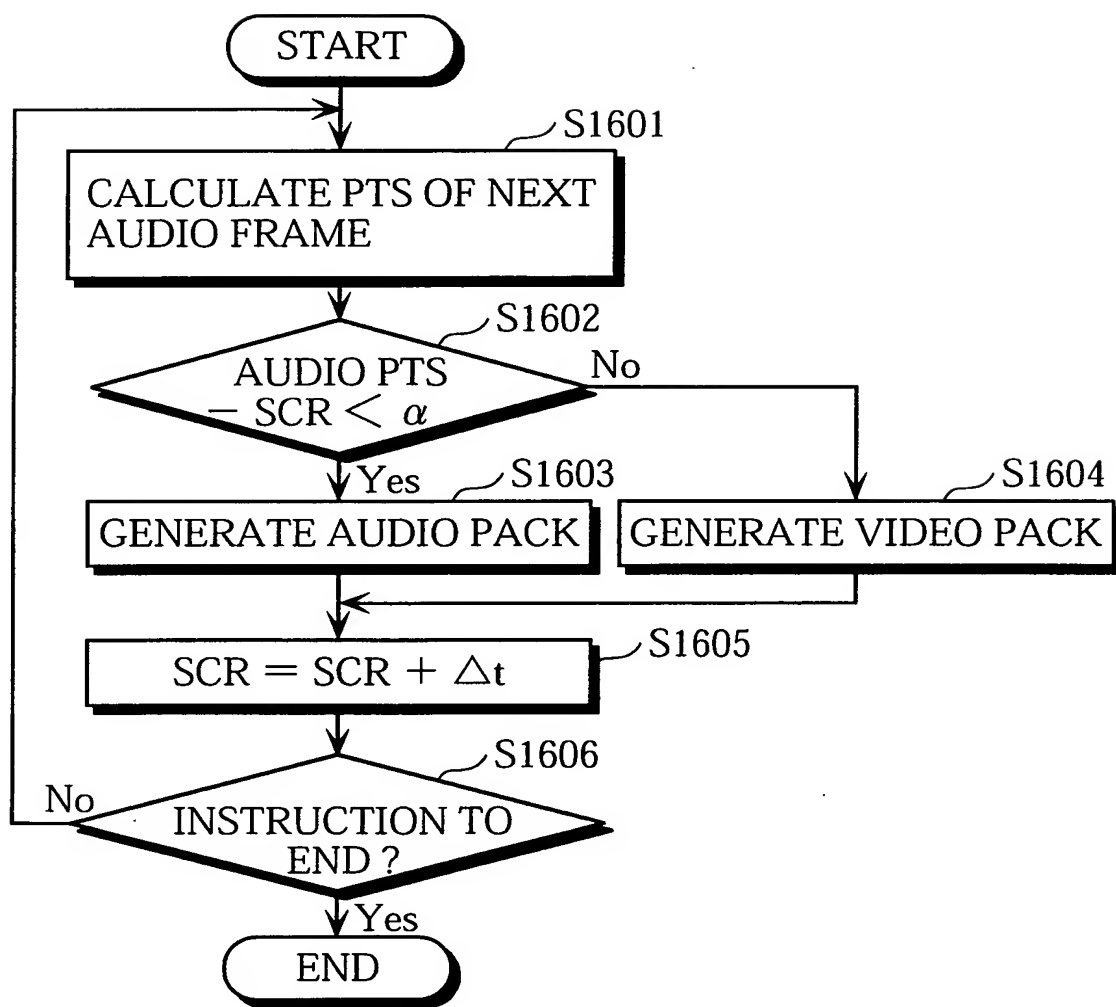 START
S1601
CALCULATE PTS OF NEXT
AUDIO FRAME
S1602
AUDIO PTS
− SCR < α
No
Yes
S1603
GENERATE AUDIO PACK
S1604
GENERATE VIDEO PACK
S1605
SCR = SCR + △t
S1606
No
INSTRUCTION TO
END ?
Yes
END